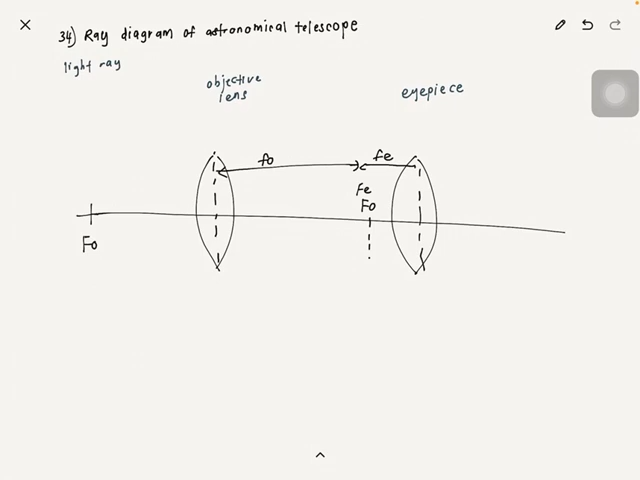 34) Ray diagram of astronomical telescope
light ray
objective
lens
eyepiece
fo
fe
Fe
Fo
Fo